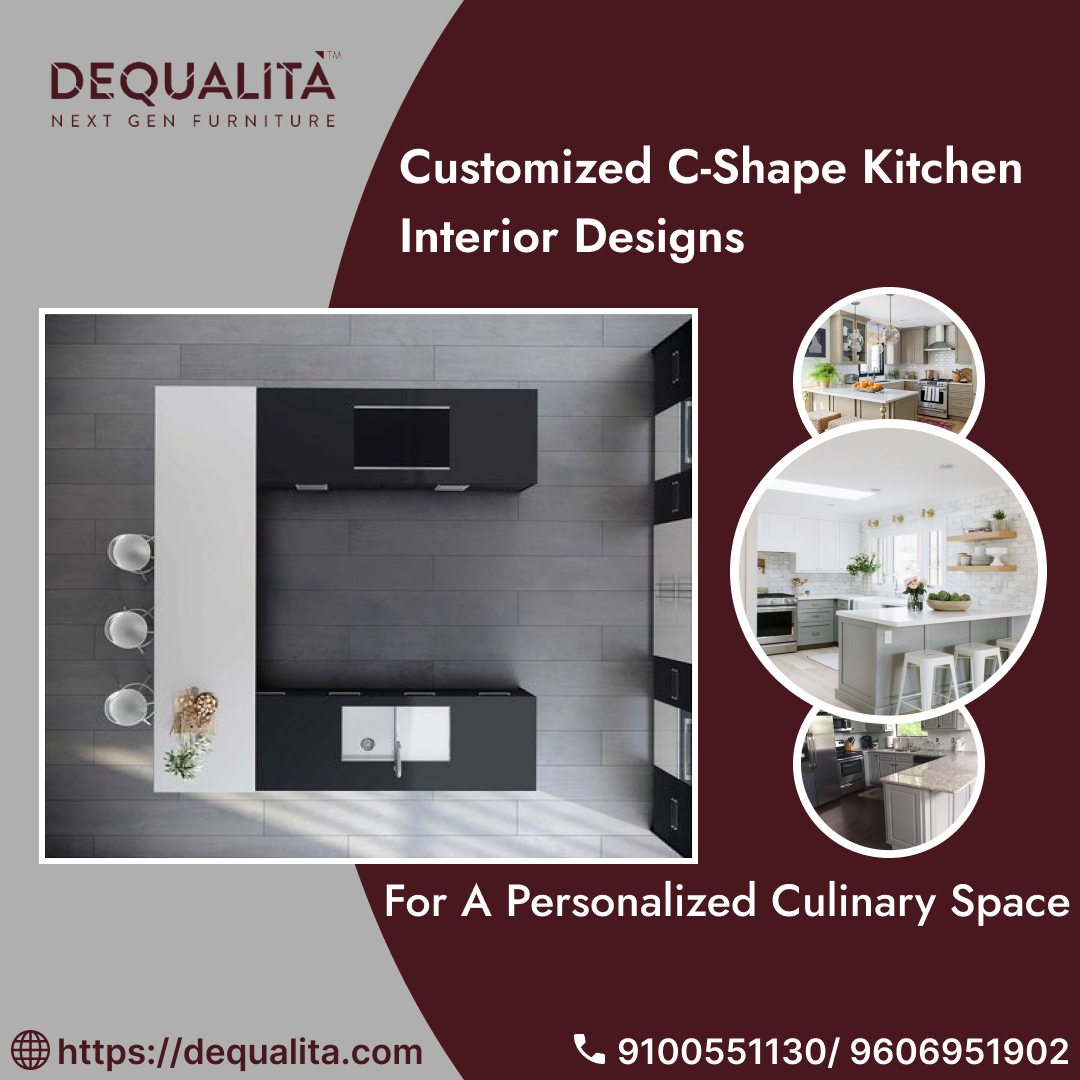 DEQUALITÀ™
NEXT GEN FURNITURE
Customized C-Shape Kitchen
Interior Designs
For A Personalized Culinary Space
https://dequalita.com
9100551130/ 9606951902